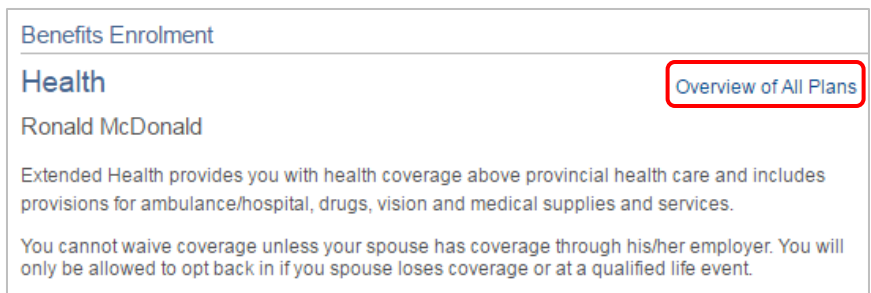 Benefits Enrolment
Health
Overview of All Plans
Ronald McDonald
Extended Health provides you with health coverage above provincial health care and includes
provisions for ambulance/hospital, drugs, vision and medical supplies and services.
You cannot waive coverage unless your spouse has coverage through his/her employer. You will
only be allowed to opt back in if you spouse loses coverage or at a qualified life event.